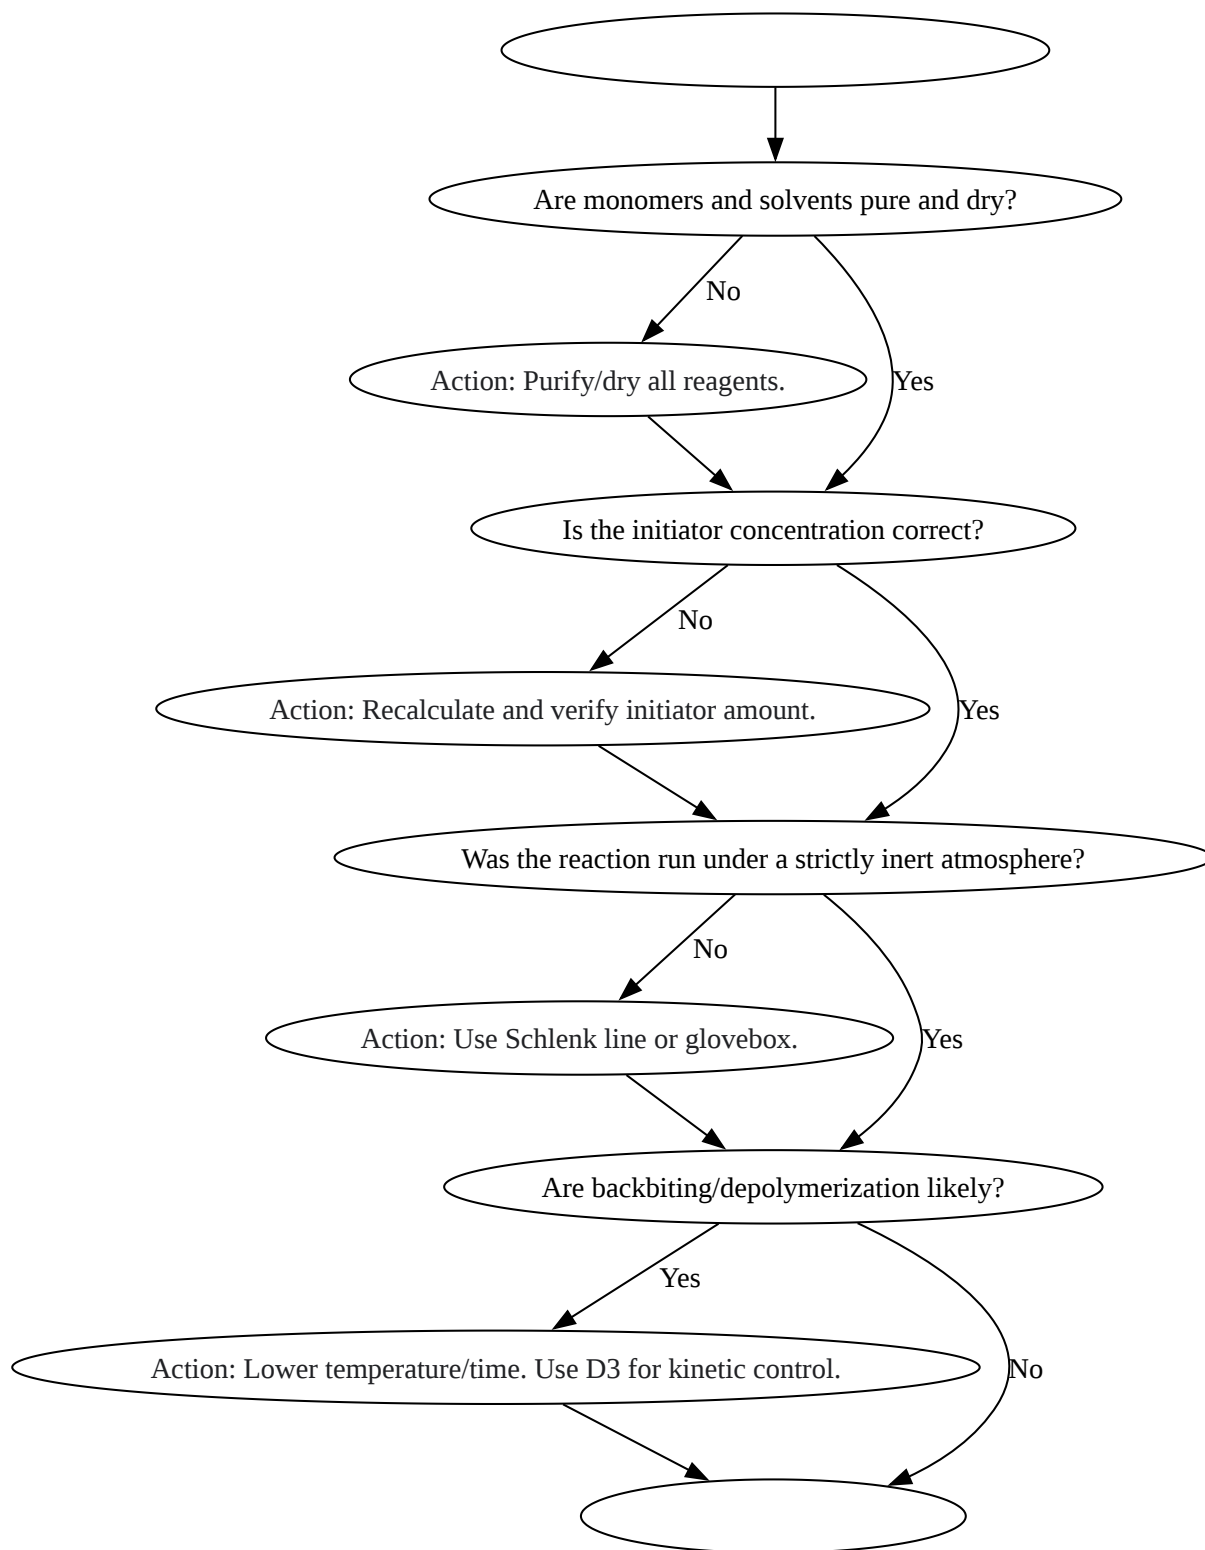 Are monomers and solvents pure and dry?
No
Action: Purify/dry all reagents.
Yes
Is the initiator concentration correct?
No
Action: Recalculate and verify initiator amount.
Yes
Was the reaction run under a strictly inert atmosphere?
No
Action: Use Schlenk line or glovebox.
Yes
Are backbiting/depolymerization likely?
Yes
Action: Lower temperature/time. Use D3 for kinetic control.
No